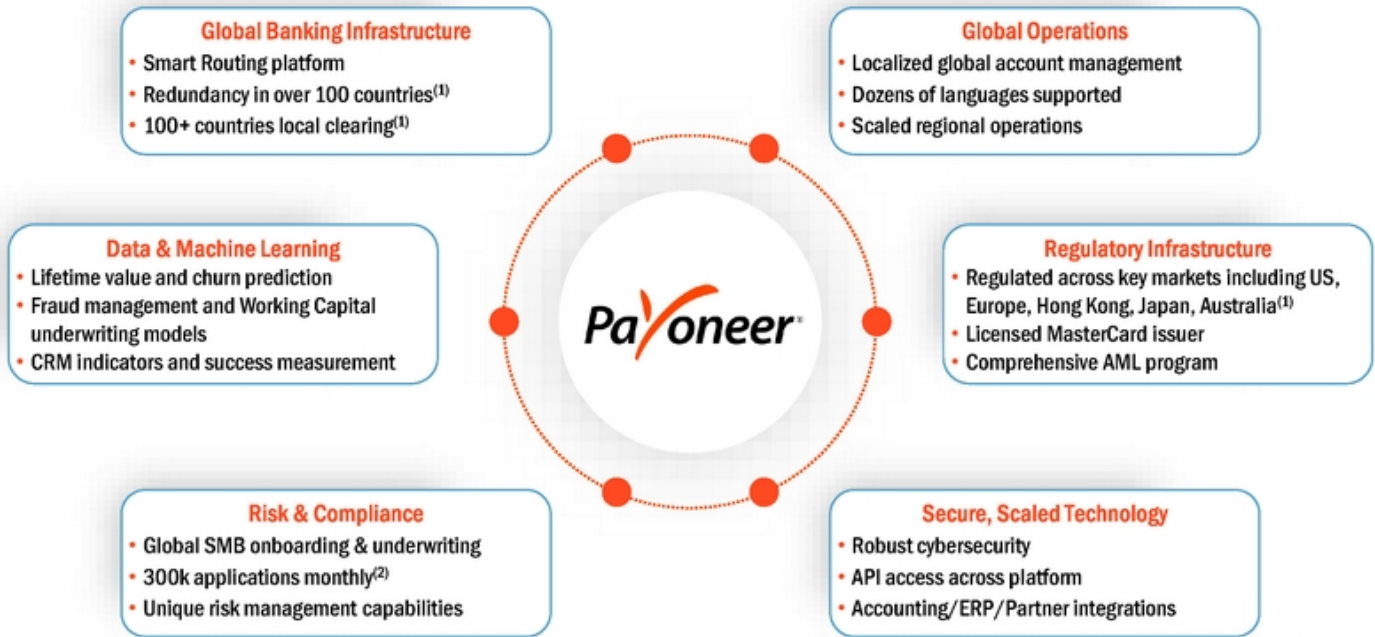 Global Banking Infrastructure
• Smart Routing platform
• Redundancy in over 100 countries(1)
• 100+ countries local clearing(1)
Global Operations
• Localized global account management
• Dozens of languages supported
• Scaled regional operations
Data & Machine Learning
• Lifetime value and churn prediction
• Fraud management and Working Capital
underwriting models
• CRM indicators and success measurement
Payoneer®
Regulatory Infrastructure
• Regulated across key markets including US,
Europe, Hong Kong, Japan, Australia(1)
• Licensed MasterCard issuer
• Comprehensive AML program
Risk & Compliance
• Global SMB onboarding & underwriting
• 300k applications monthly(2)
• Unique risk management capabilities
Secure, Scaled Technology
• Robust cybersecurity
• API access across platform
• Accounting/ERP/Partner integrations